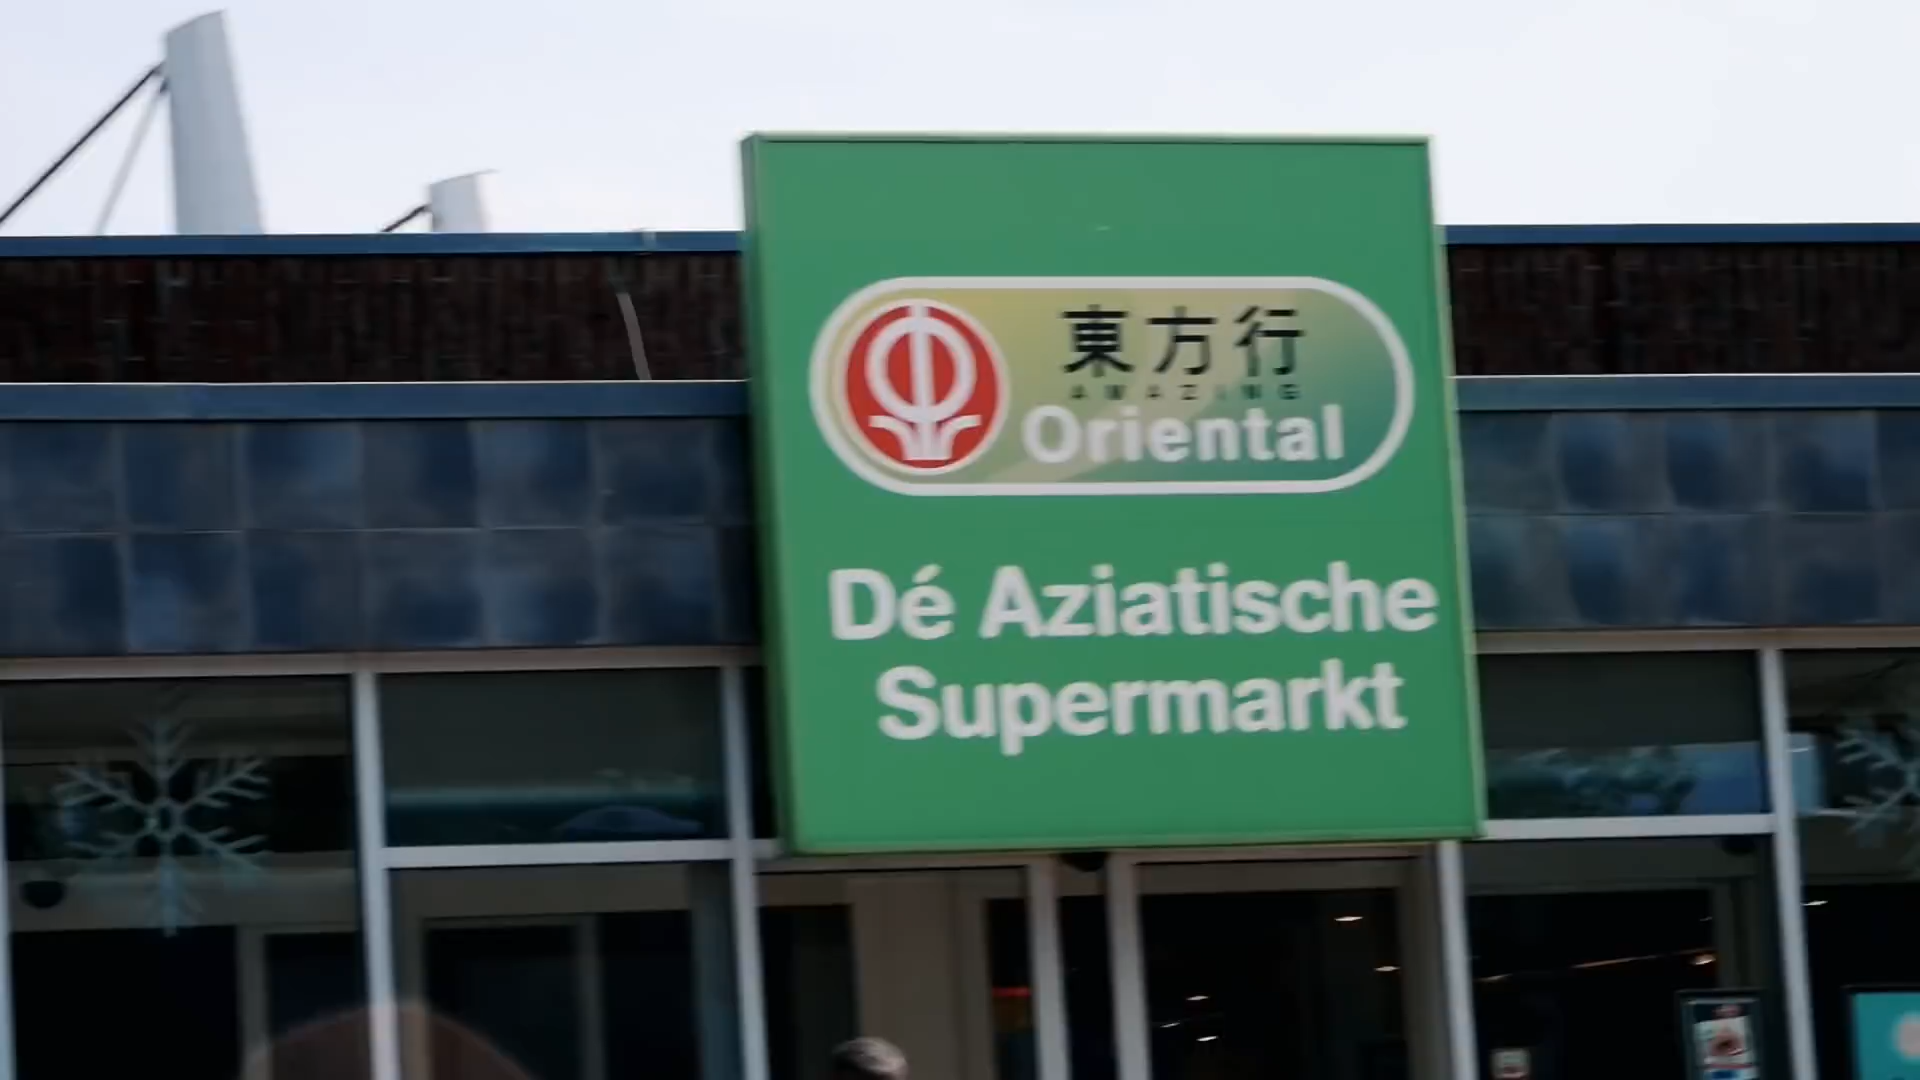 東方行
AMAZING
Oriental
Dé Aziatische
Supermarkt